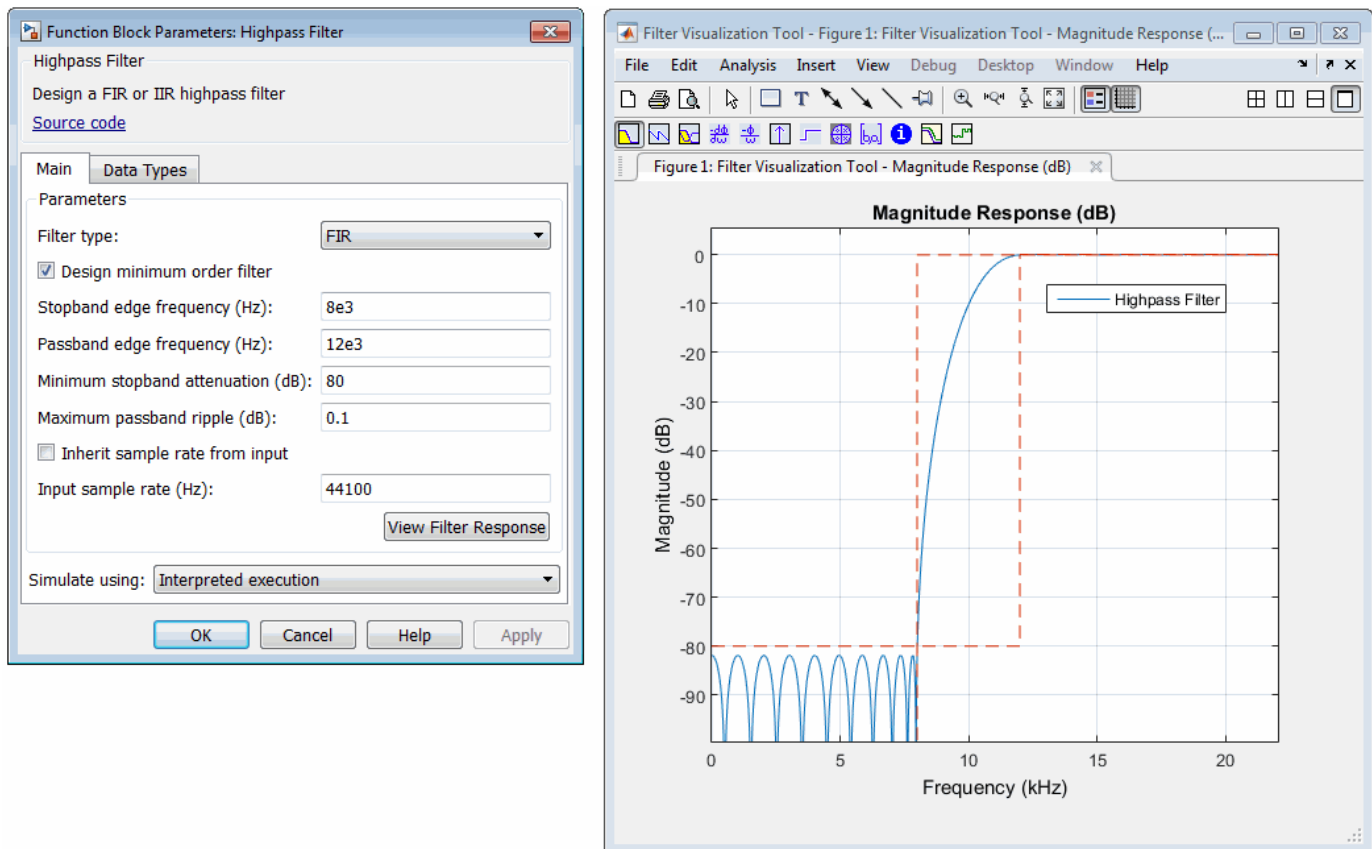 Function Block Parameters: Highpass Filter
Highpass Filter
Design a FIR or IIR highpass filter
Source code
Main
Data Types
Parameters
Filter type:
FIR
Design minimum order filter
Stopband edge frequency (Hz):
8e3
Passband edge frequency (Hz):
12e3
Minimum stopband attenuation (dB):
80
Maximum passband ripple (dB):
0.1
Inherit sample rate from input
Input sample rate (Hz):
44100
View Filter Response
Simulate using:
Interpreted execution
OK
Cancel
Help
Apply
Filter Visualization Tool - Figure 1: Filter Visualization Tool - Magnitude Response (...
File Edit Analysis Insert View Debug Desktop Window Help
Figure 1: Filter Visualization Tool - Magnitude Response (dB)
Magnitude Response (dB)
0
-10
-20
-30
-40
-50
-60
-70
-80
-90
Magnitude (dB)
Highpass Filter
0 5 10 15 20
Frequency (kHz)